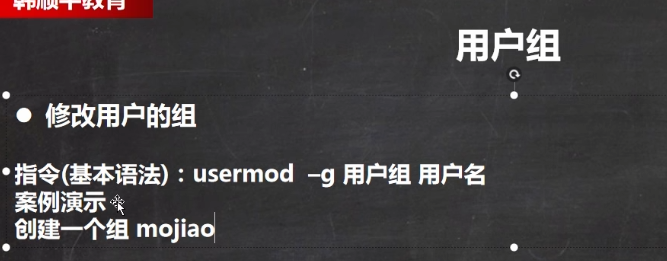 韩顺平教育
用户组
● 修改用户的组
指令(基本语法)：usermod –g 用户组 用户名
案例演示
创建一个组 mojiao